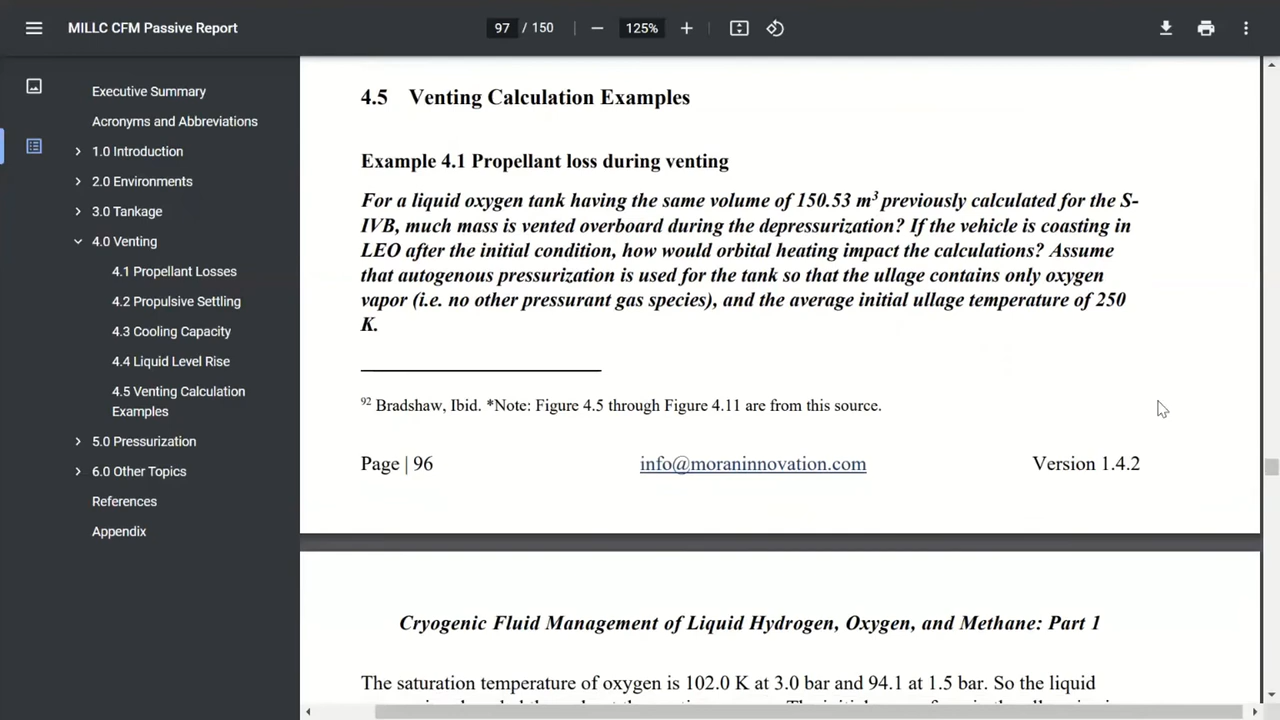 MILLC CFM Passive Report
97 / 150
125%
Executive Summary
Acronyms and Abbreviations
1.0 Introduction
2.0 Environments
3.0 Tankage
4.0 Venting
4.1 Propellant Losses
4.2 Propulsive Settling
4.3 Cooling Capacity
4.4 Liquid Level Rise
4.5 Venting Calculation
Examples
5.0 Pressurization
6.0 Other Topics
References
Appendix
4.5 Venting Calculation Examples
Example 4.1 Propellant loss during venting
For a liquid oxygen tank having the same volume of 150.53 m³ previously calculated for the S-
IVB, much mass is vented overboard during the depressurization? If the vehicle is coasting in
LEO after the initial condition, how would orbital heating impact the calculations? Assume
that autogenous pressurization is used for the tank so that the ullage contains only oxygen
vapor (i.e. no other pressurant gas species), and the average initial ullage temperature of 250
K.
92 Bradshaw, Ibid. *Note: Figure 4.5 through Figure 4.11 are from this source.
Page | 96 info@moraninnovation.com Version 1.4.2
Cryogenic Fluid Management of Liquid Hydrogen, Oxygen, and Methane: Part 1
The saturation temperature of oxygen is 102.0 K at 3.0 bar and 94.1 at 1.5 bar. So the liquid